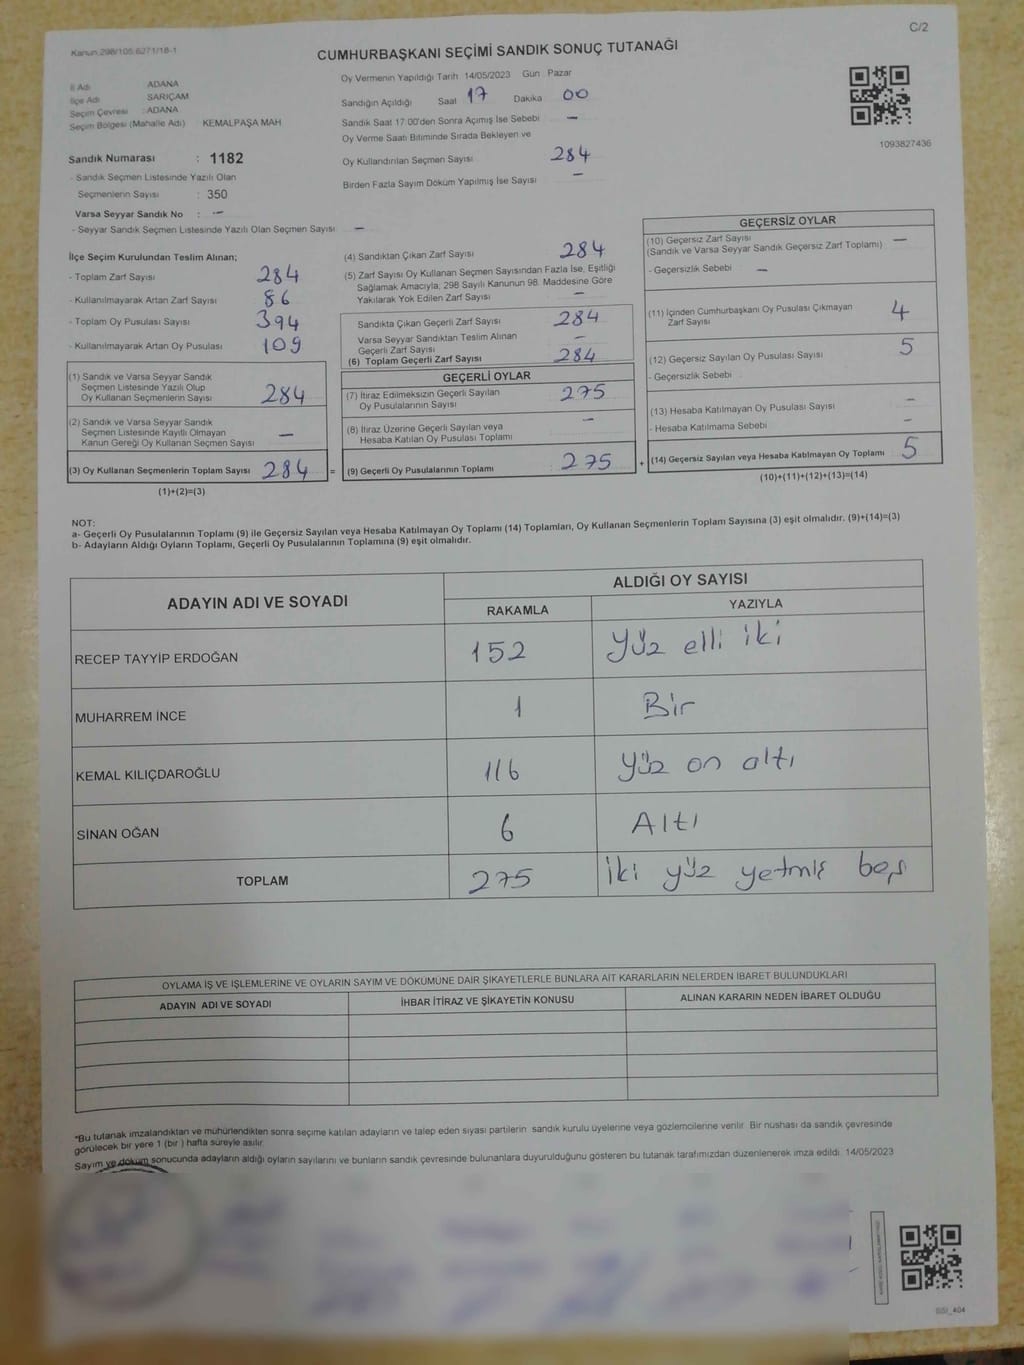 Kanun 298/105 6271/18-1
C/2
CUMHURBAŞKANI SEÇİMİ SANDIK SONUÇ TUTANAĞI
İl Adı ADANA
İlçe Adı SARIÇAM
Seçim Çevresi : ADANA
Seçim Bölgesi (Mahalle Adı) KEMALPAŞA MAH
Oy Vermenin Yapıldığı Tarih 14/05/2023 Gün Pazar
Sandığın Açıldığı Saat 17 Dakika 00
Sandık Saat 17.00'den Sonra Açımış İse Sebebi —
Oy Verme Saati Bitiminde Sırada Bekleyen ve
Oy Kullandırılan Seçmen Sayısı 284
Birden Fazla Sayım Döküm Yapılmış İse Sayısı —
1093827436
Sandık Numarası : 1182
- Sandık Seçmen Listesinde Yazılı Olan
Seçmenlerin Sayısı : 350
Varsa Seyyar Sandık No : —
- Seyyar Sandık Seçmen Listesinde Yazılı Olan Seçmen Sayısı —
İlçe Seçim Kurulundan Teslim Alınan;
- Toplam Zarf Sayısı 284
- Kullanılmayarak Artan Zarf Sayısı 86
- Toplam Oy Pusulası Sayısı 394
- Kullanılmayarak Artan Oy Pusulası 109
(1) Sandık ve Varsa Seyyar Sandık
Seçmen Listesinde Yazılı Olup
Oy Kullanan Seçmenlerin Sayısı 284
(2) Sandık ve Varsa Seyyar Sandık
Seçmen Listesinde Kayıtlı Olmayan
Kanun Gereği Oy Kullanan Seçmen Sayısı —
(3) Oy Kullanan Seçmenlerin Toplam Sayısı 284 =
(1)+(2)=(3)
(4) Sandıktan Çıkan Zarf Sayısı 284
(5) Zarf Sayısı Oy Kullanan Seçmen Sayısından Fazla İse, Eşitliği
Sağlamak Amacıyla; 298 Sayılı Kanunun 98. Maddesine Göre
Yakılarak Yok Edilen Zarf Sayısı —
Sandıkta Çıkan Geçerli Zarf Sayısı 284
Varsa Seyyar Sandıktan Teslim Alınan
Geçerli Zarf Sayısı —
(6) Toplam Geçerli Zarf Sayısı 284
GEÇERLİ OYLAR
(7) İtiraz Edilmeksizin Geçerli Sayılan
Oy Pusulalarının Sayısı 275
(8) İtiraz Üzerine Geçerli Sayılan veya
Hesaba Katılan Oy Pusulası Toplamı —
(9) Geçerli Oy Pusulalarının Toplamı 275 +
GEÇERSİZ OYLAR
(10) Geçersiz Zarf Sayısı —
(Sandık ve Varsa Seyyar Sandık Geçersiz Zarf Toplamı)
- Geçersizlik Sebebi —
(11) İçinden Cumhurbaşkanı Oy Pusulası Çıkmayan
Zarf Sayısı 4
(12) Geçersiz Sayılan Oy Pusulası Sayısı 5
- Geçersizlik Sebebi
(13) Hesaba Katılmayan Oy Pusulası Sayısı —
- Hesaba Katılmama Sebebi —
(14) Geçersiz Sayılan veya Hesaba Katılmayan Oy Toplamı 5
(10)+(11)+(12)+(13)=(14)
NOT:
a- Geçerli Oy Pusulalarının Toplamı (9) ile Geçersiz Sayılan veya Hesaba Katılmayan Oy Toplamı (14) Toplamları, Oy Kullanan Seçmenlerin Toplam Sayısına (3) eşit olmalıdır. (9)+(14)=(3)
b- Adayların Aldığı Oyların Toplamı, Geçerli Oy Pusulalarının Toplamına (9) eşit olmalıdır.
ADAYIN ADI VE SOYADI ALDIĞI OY SAYISI
RAKAMLA YAZIYLA
RECEP TAYYİP ERDOĞAN 152 Yüz elli iki
MUHARREM İNCE 1 Bir
KEMAL KILIÇDAROĞLU 116 Yüz on altı
SİNAN OĞAN 6 Altı
TOPLAM 275 İki yüz yetmiş beş
OYLAMA İŞ VE İŞLEMLERİNE VE OYLARIN SAYIM VE DÖKÜMÜNE DAİR ŞİKAYETLERLE BUNLARA AİT KARARLARIN NELERDEN İBARET BULUNDUKLARI
ADAYIN ADI VE SOYADI İHBAR İTİRAZ VE ŞİKAYETİN KONUSU ALINAN KARARIN NEDEN İBARET OLDUĞU
*Bu tutanak imzalandıktan ve mühürlendikten sonra seçime katılan adayların ve talep eden siyasi partilerin sandık kurulu üyelerine veya gözlemcilerine verilir. Bir nushası da sandık çevresinde
görülecek bir yere 1 (bir) hafta süreyle asılır.
Sayım ve döküm sonucunda adayların aldığı oyların sayılarını ve bunların sandık çevresinde bulunanlara duyurulduğunu gösteren bu tutanak tarafımızdan düzenlenerek imza edildi. 14/05/2023
SSI_404